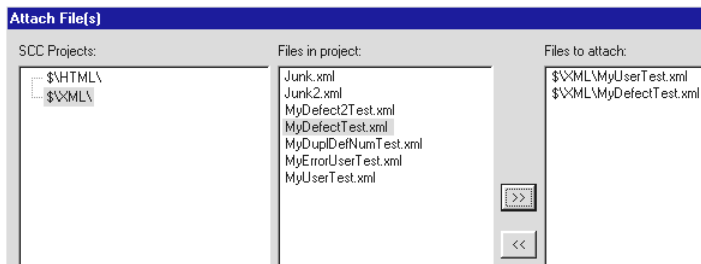 Attach File(s)
SCC Projects:
$\HTML\
$\XML\
Files in project:
Junk.xml
Junk2.xml
MyDefect2Test.xml
MyDefectTest.xml
MyDuplDefNumTest.xml
MyErrorUserTest.xml
MyUserTest.xml
>>
<<
Files to attach:
$\XML\MyUserTest.xml
$\XML\MyDefectTest.xml